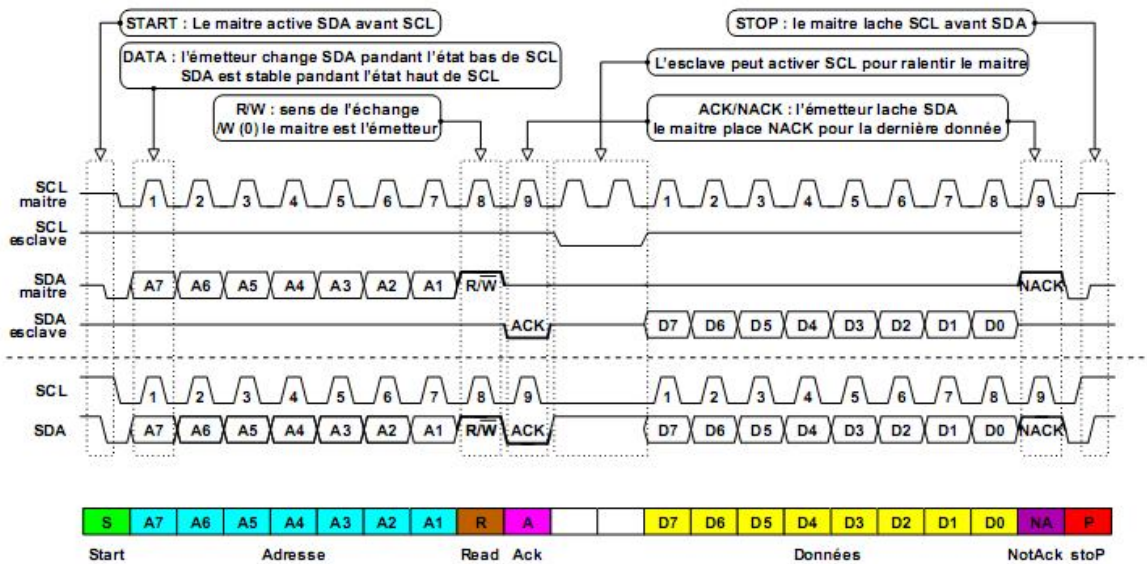 START : Le maitre active SDA avant SCL
STOP : le maitre lache SCL avant SDA
DATA : l'émetteur change SDA pandant l'état bas de SCL
SDA est stable pandant l'état haut de SCL
L'esclave peut activer SCL pour ralentir le maitre
R/W : sens de l'échange
/W (0) le maitre est l'émetteur
ACK/NACK : l'émetteur lache SDA
le maitre place NACK pour la dernière donnée
SCL
maitre
1 2 3 4 5 6 7 8 9 1 2 3 4 5 6 7 8 9
SCL
esclave
SDA
maitre
A7 A6 A5 A4 A3 A2 A1 R/W NACK
SDA
esclave
ACK D7 D6 D5 D4 D3 D2 D1 D0
SCL
1 2 3 4 5 6 7 8 9 1 2 3 4 5 6 7 8 9
SDA
A7 A6 A5 A4 A3 A2 A1 R/W ACK D7 D6 D5 D4 D3 D2 D1 D0 NACK
S A7 A6 A5 A4 A3 A2 A1 R A D7 D6 D5 D4 D3 D2 D1 D0 NA P
Start Adresse Read Ack Données NotAck stoP